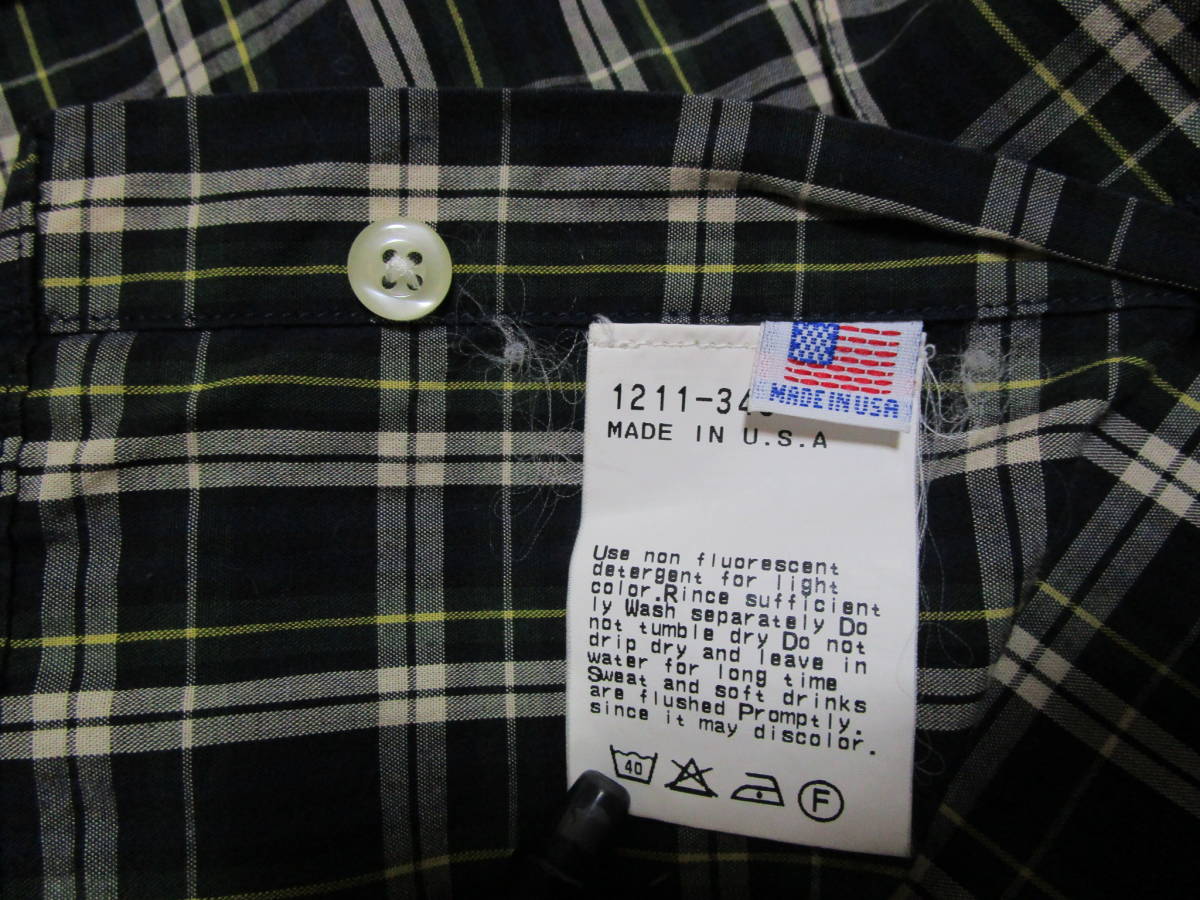 MADE IN USA
MADE IN U.S.A
Use non fluorescent
detergent for light
color.Rince sufficient
ly Wash separately Do
not tumble dry Do not
drip dry and leave in
water for long time
Sweat and soft drinks
are flushed Promptly.
since it may discolor.
40
F